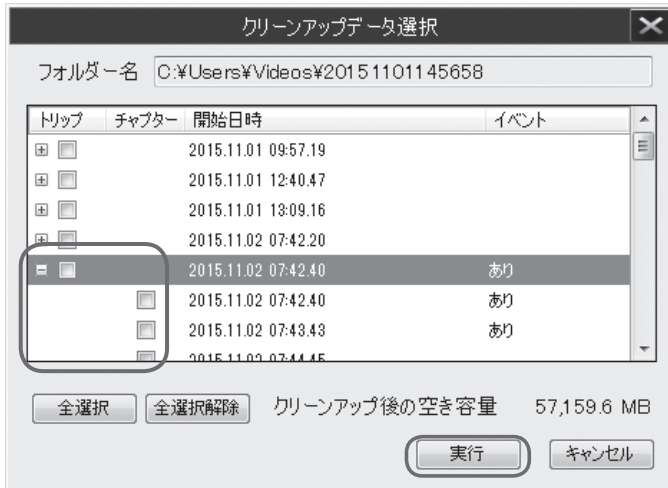 クリーンアップデータ選択
フォルダー名 C:¥Users¥Videos¥20151101145658
トリップ チャプター 開始日時 イベント
2015.11.01 09:57.19
2015.11.01 12:40.47
2015.11.01 13:09.16
2015.11.02 07:42.20
2015.11.02 07:42.40 あり
2015.11.02 07:42.40 あり
2015.11.02 07:43.43 あり
2015.11.02 07:44.45
全選択 全選択解除 クリーンアップ後の空き容量 57,159.6 MB
実行 キャンセル